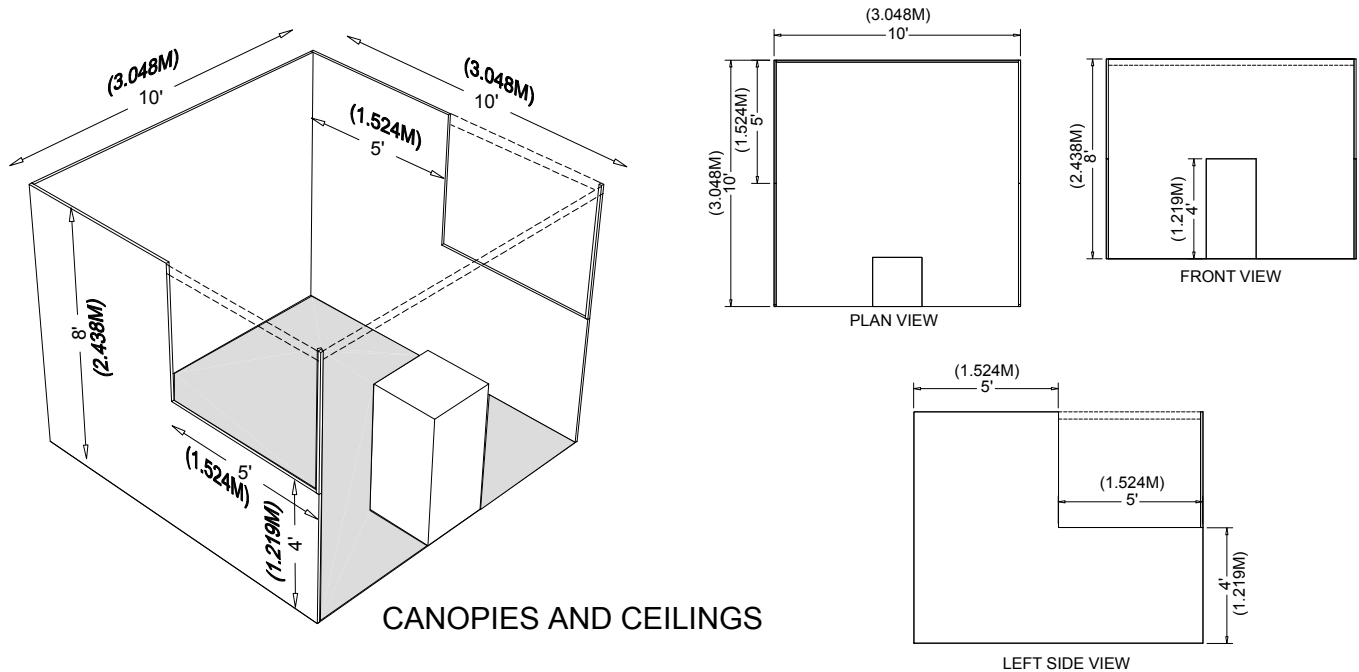 (3.048M)
10'
(3.048M)
10'
(1.524M)
5'
8'
(2.438M)
5'
(1.524M)
4'
(1.219M)
CANOPIES AND CEILINGS
(3.048M)
10'
(3.048M)
10'
(1.524M)
5'
PLAN VIEW
(2.438M)
8'
(1.219M)
4'
FRONT VIEW
(1.524M)
5'
(1.524M)
5'
4'
(1.219M)
LEFT SIDE VIEW